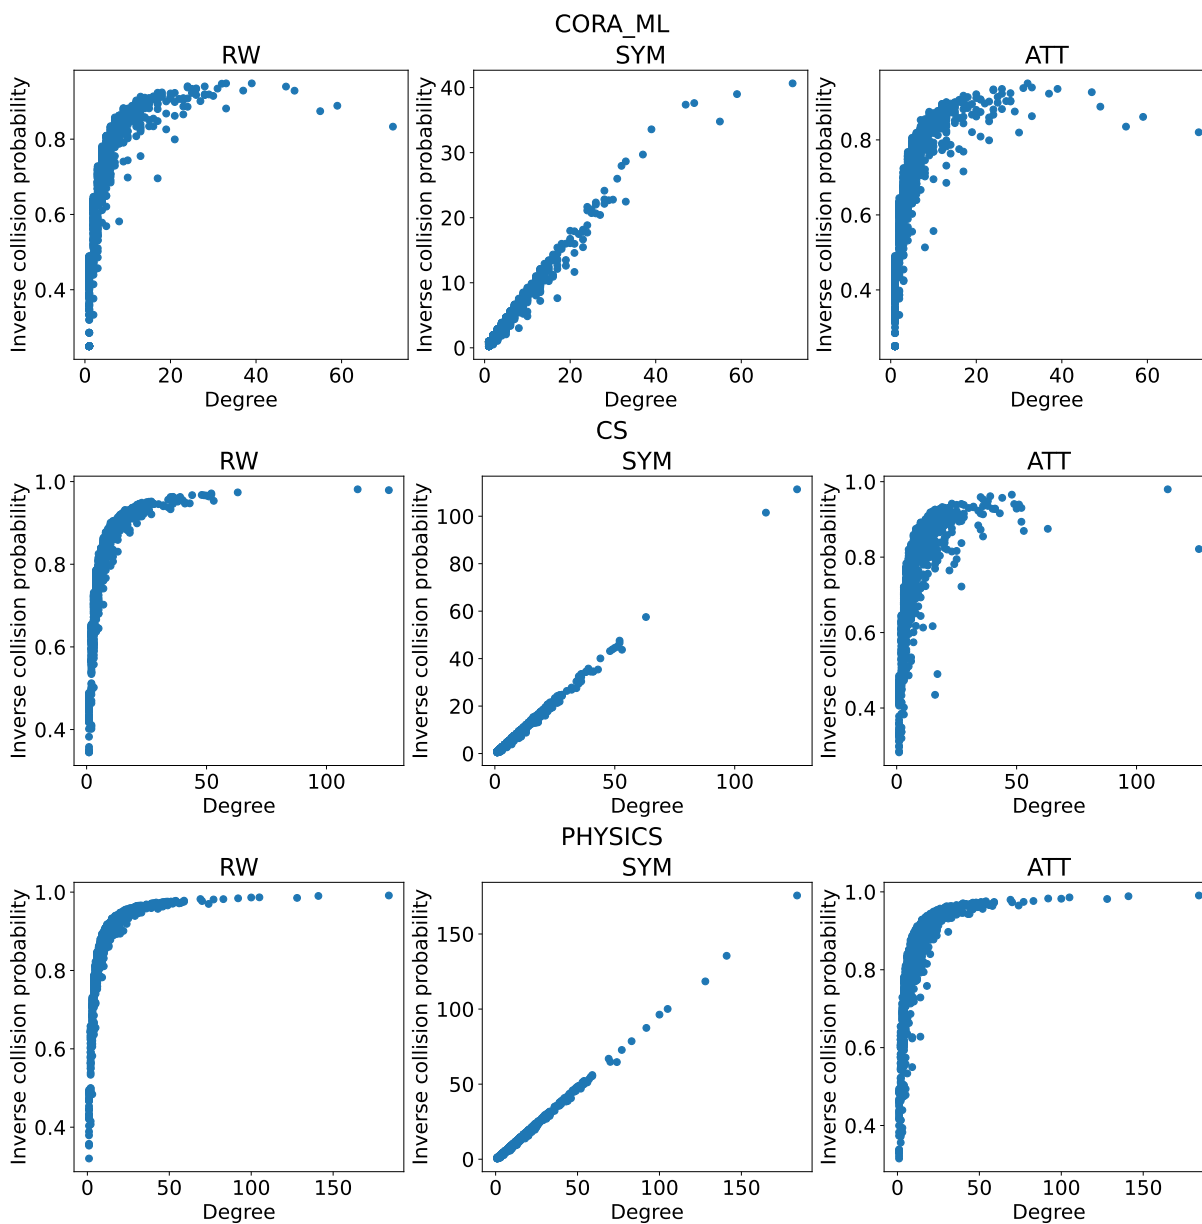 CORA_ML
RW
SYM
ATT
Inverse collision probability
0.8
0.6
0.4
0 20 40 60
Degree
Inverse collision probability
40
30
20
10
0
0 20 40 60
Degree
Inverse collision probability
0.8
0.6
0.4
0 20 40 60
Degree
CS
RW
SYM
ATT
Inverse collision probability
1.0
0.8
0.6
0.4
0 50 100
Degree
Inverse collision probability
100
80
60
40
20
0
0 50 100
Degree
Inverse collision probability
1.0
0.8
0.6
0.4
0 50 100
Degree
PHYSICS
RW
SYM
ATT
Inverse collision probability
1.0
0.8
0.6
0.4
0 50 100 150
Degree
Inverse collision probability
150
100
50
0
0 50 100 150
Degree
Inverse collision probability
1.0
0.8
0.6
0.4
0 50 100 150
Degree